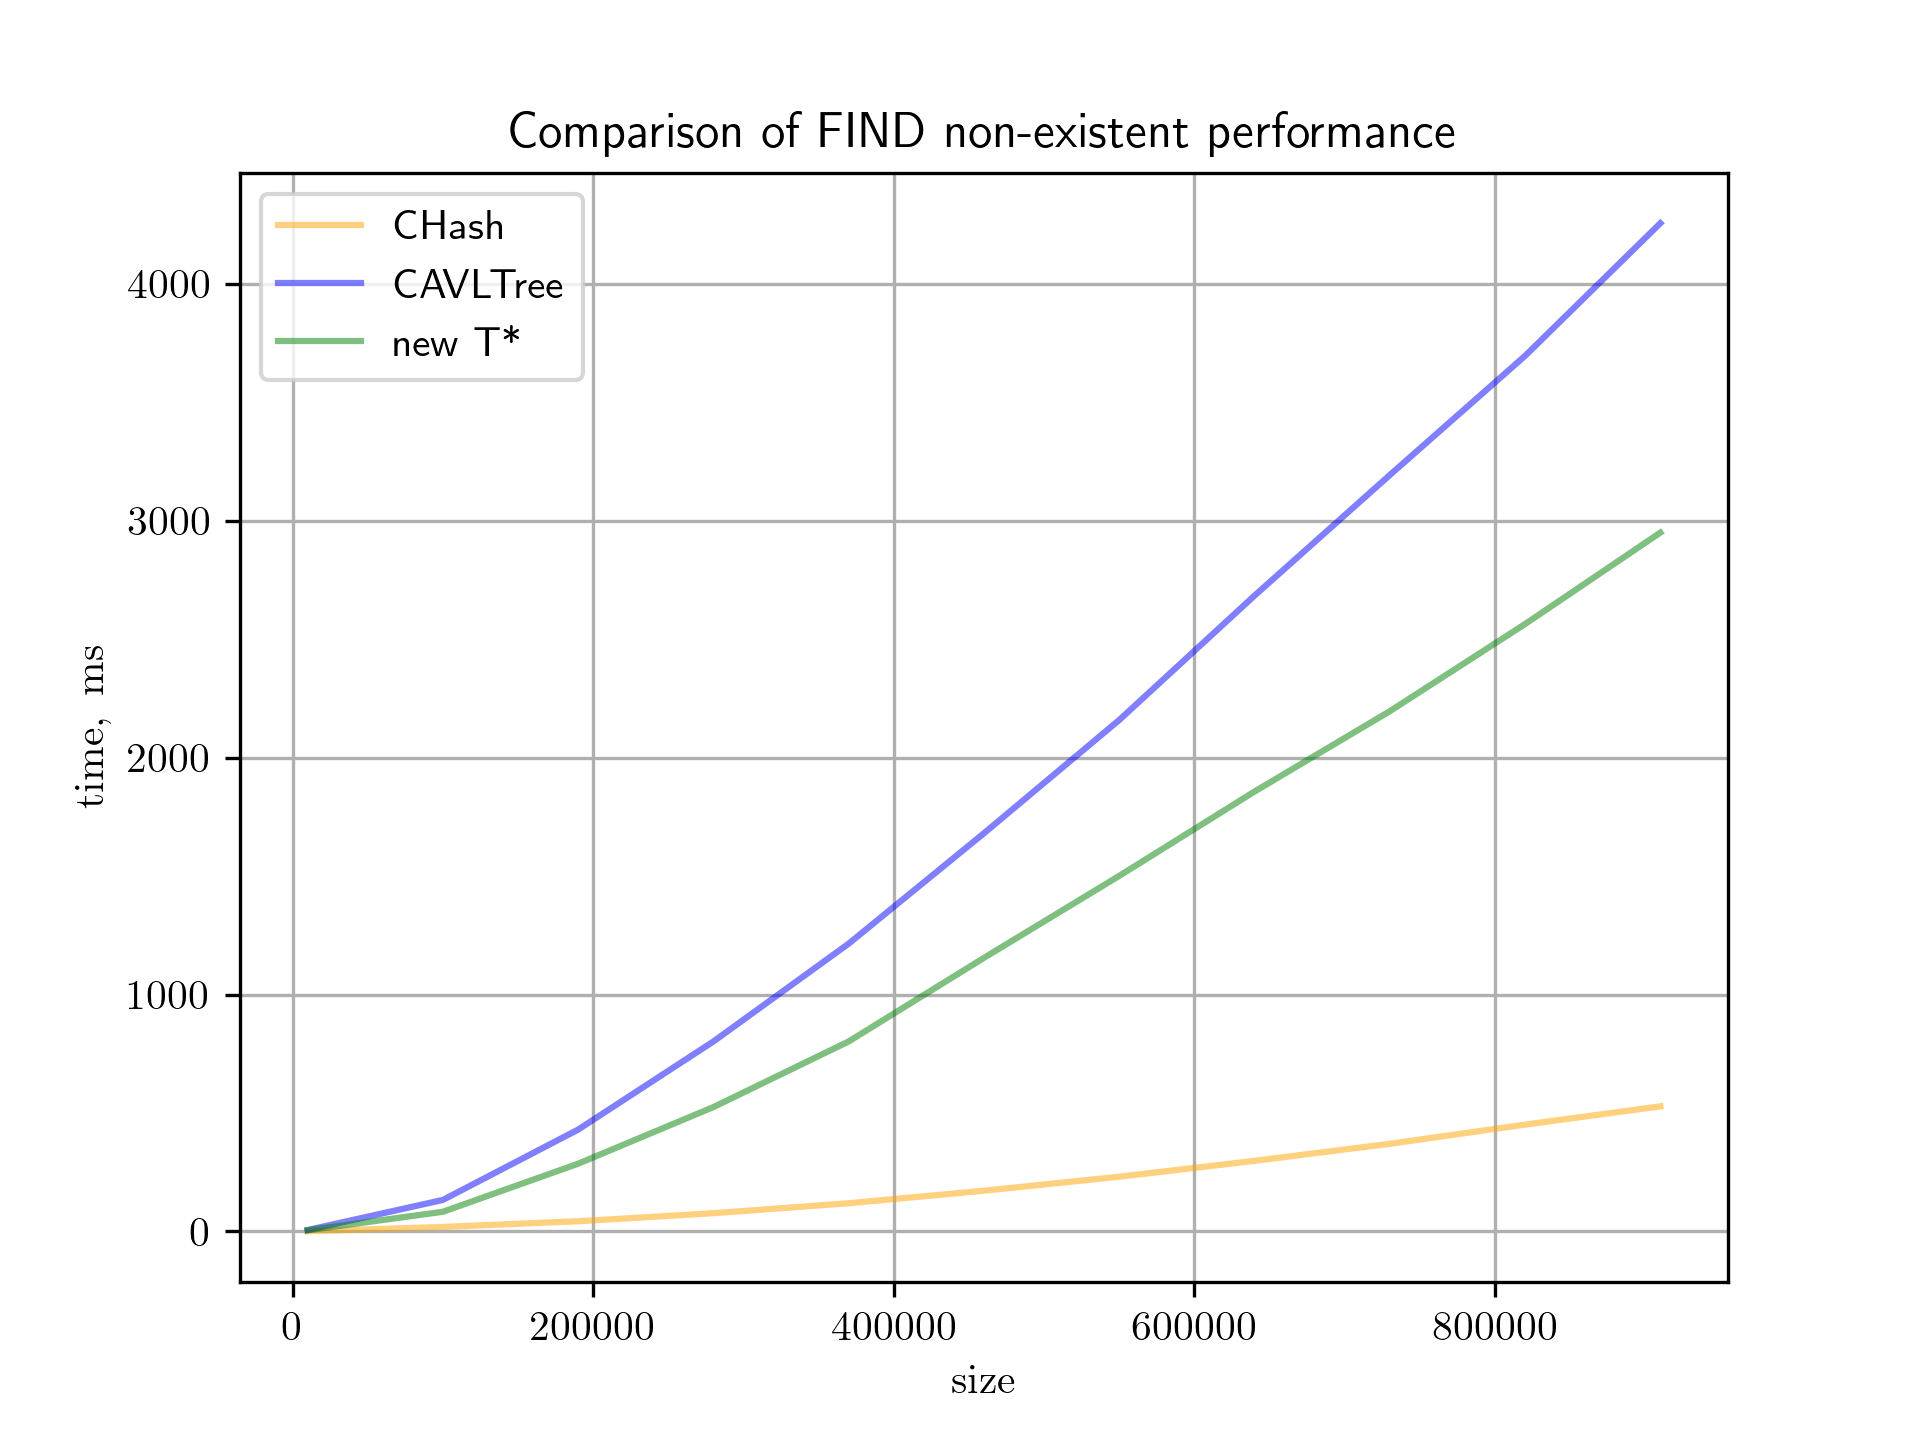 Comparison of FIND non-existent performance
CHash
CAVLTree
new T*
4000
3000
2000
1000
0
time, ms
0 200000 400000 600000 800000
size